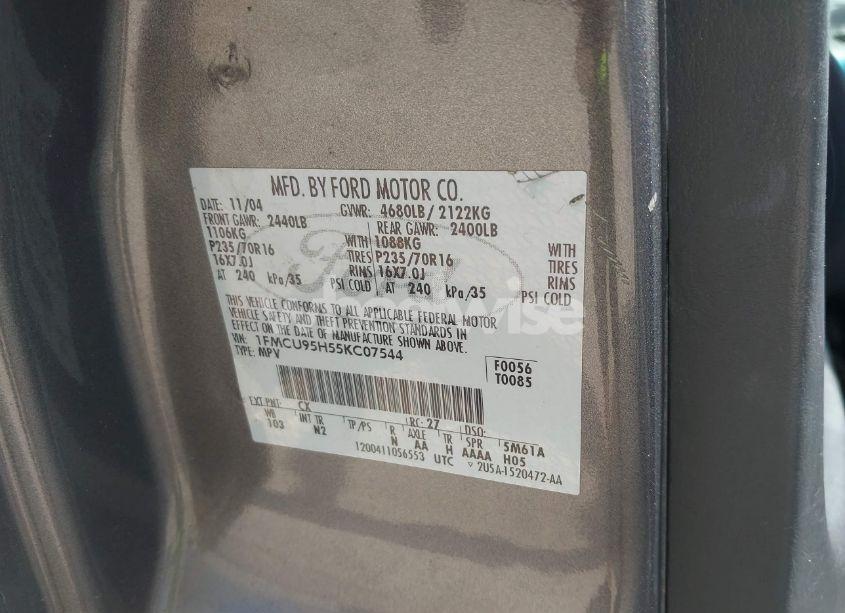 MFD. BY FORD MOTOR CO.
DATE: 11/04 GVWR: 4680LB / 2122KG
FRONT GAWR: 2440LB REAR GAWR: 2400LB
1106KG WITH 1088KG WITH
P235/70R16 TIRES P235/70R16 TIRES
16X7.0J RIMS 16X7.0J RIMS
AT 240 kPa/35 PSI COLD AT 240 kPa/35 PSI COLD
THIS VEHICLE CONFORMS TO ALL APPLICABLE FEDERAL MOTOR
VEHICLE SAFETY AND THEFT PREVENTION STANDARDS IN
EFFECT ON THE DATE OF MANUFACTURE SHOWN ABOVE.
VIN: 1FMCU95H55KC07544
TYPE: MPV
F0056
T0085
EXT PNT: CX RC: 27 DSO:
WB INT TR TP/PS R AXLE TR SPR 5M61A
103 N2 N AA H AAAA H05
1200411056553 UTC ▽ 2U5A-1520472-AA
Ford